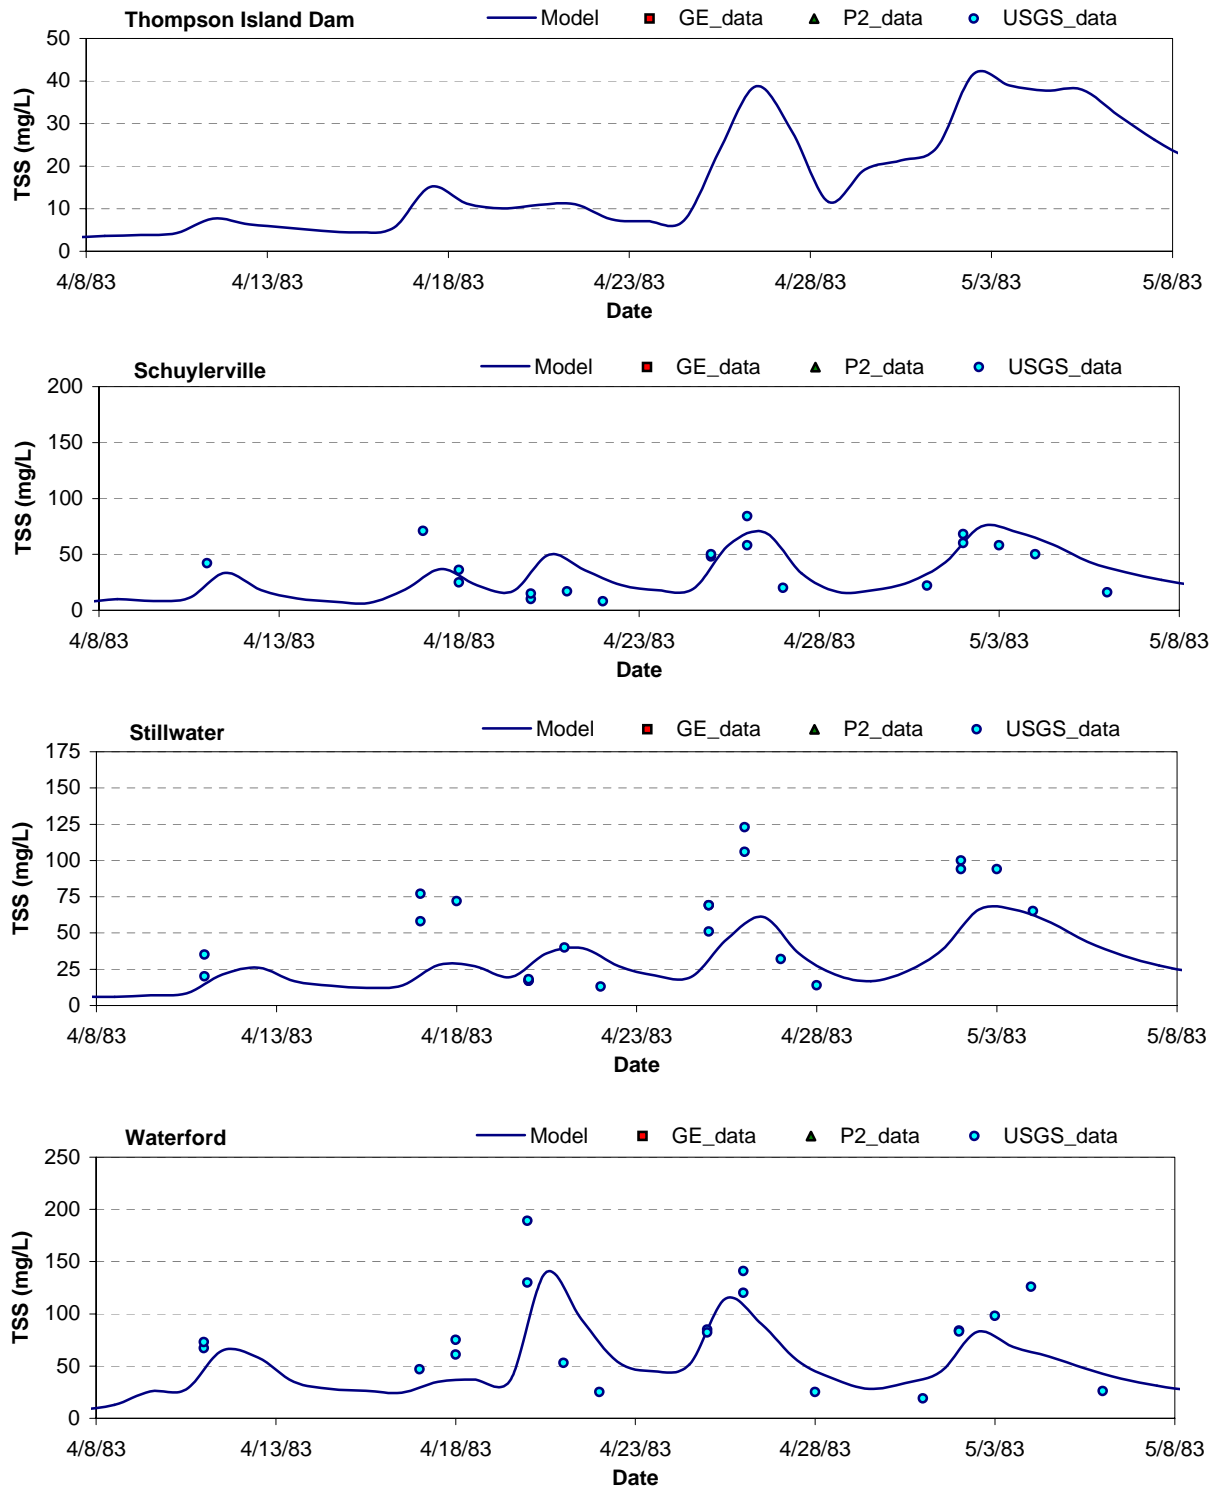 Thompson Island Dam
Model GE_data P2_data USGS_data
50
40
30
20
10
0
TSS (mg/L)
4/8/83 4/13/83 4/18/83 4/23/83 4/28/83 5/3/83 5/8/83
Date
Schuylerville
Model GE_data P2_data USGS_data
200
150
100
50
0
TSS (mg/L)
4/8/83 4/13/83 4/18/83 4/23/83 4/28/83 5/3/83 5/8/83
Date
Stillwater
Model GE_data P2_data USGS_data
175
150
125
100
75
50
25
0
TSS (mg/L)
4/8/83 4/13/83 4/18/83 4/23/83 4/28/83 5/3/83 5/8/83
Date
Waterford
Model GE_data P2_data USGS_data
250
200
150
100
50
0
TSS (mg/L)
4/8/83 4/13/83 4/18/83 4/23/83 4/28/83 5/3/83 5/8/83
Date